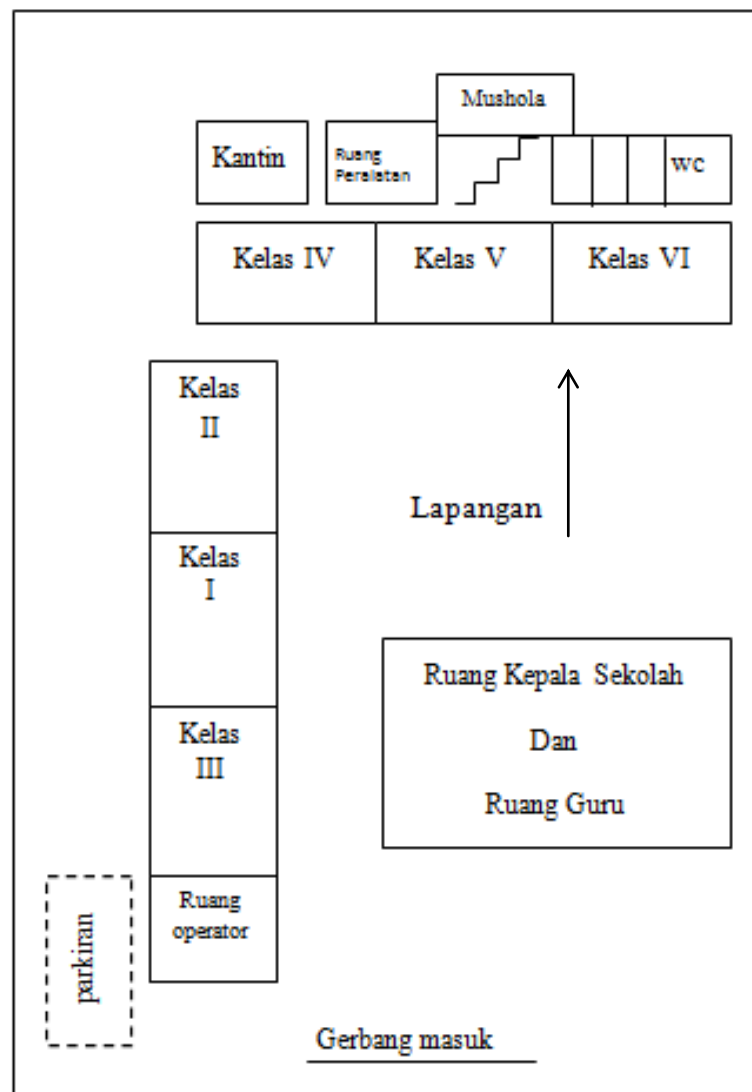 Mushola
Kantin
Ruang
Peralatan
WC
Kelas IV
Kelas V
Kelas VI
Kelas
II
Lapangan
Kelas
I
Ruang Kepala Sekolah
Dan
Ruang Guru
Kelas
III
Ruang
operator
parkiran
Gerbang masuk